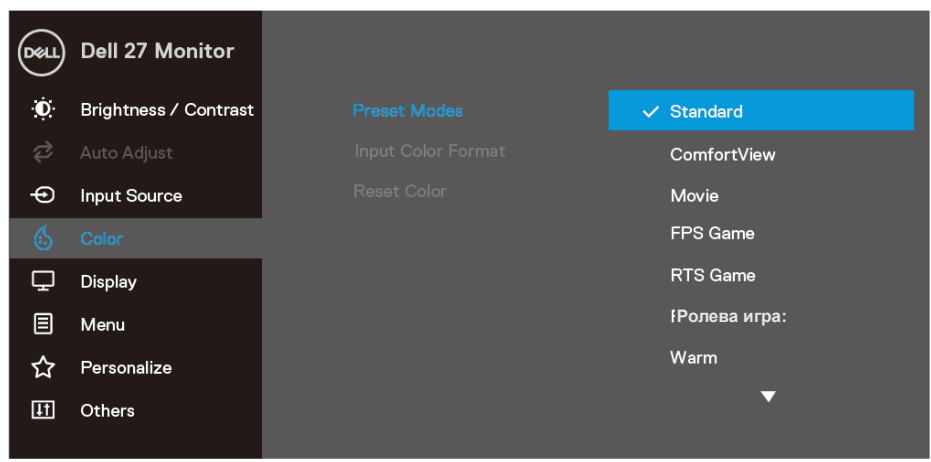 DELL Dell 27 Monitor
Brightness / Contrast
Auto Adjust
Input Source
Color
Display
Menu
Personalize
Others
Preset Modes
Input Color Format
Reset Color
Standard
ComfortView
Movie
FPS Game
RTS Game
Ролева игра:
Warm